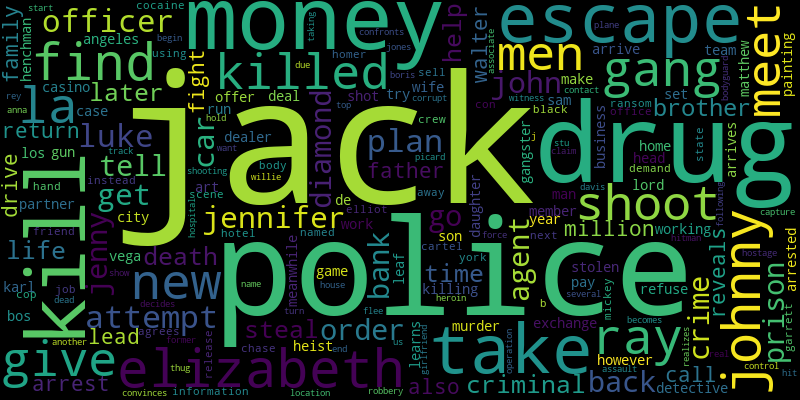 cocaine
start
officer
money
escape
plane
confronts
jones
taking
begin
family
henchman
angeles
using
find
killed
homer
due
boris
sell
corrupt
help
walter
men
arrive
associate
gang
team
bodyguard
matthew
meet
painting
casino
later
fight
offer
deal
shot
try
wife
john
make
contact
ransom
office
set
brother
la
case
run
hold
top
crew
con
sam
black
witness
return
luke
dealer
want
diamond
plan
gangster
business
stu
claim
home
state
arrives
rey
anna
los
gun
track
car
shooting
body
willie
father
picard
away
j
drug
head
demand
jack
drive
hand
tell
instead
art
scene
hospital
daughter
shoot
davis
lord
capture
partner
get
de
elliot
man
member
million
working
following
kill
jenny
city
jennifer
work
go
year
friend
hotel
named
son
agent
next
police
reveals
johnny
arrested
life
vega
death
meanwhile
game
house
bank
leaf
cartel
york
force
time
killing
stolen
hitman
hostage
prison
karl
cop
job
dead
show
new
name
heroin
pay
several
refuse
mickey
bos
decides
turn
flee
b
becomes
crime
garrett
another
attempt
agrees
former
release
steal
order
us
murder
exchange
take
ray
realizes
give
lead
chase
heist
end
learns
girlfriend
operation
however
control
arrest
thug
elizabeth
also
assault
back
call
hit
convinces
information
location
robbery
criminal
detective